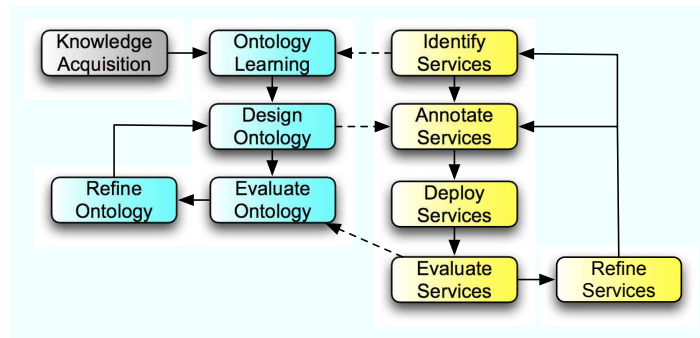 Knowledge
Acquisition
Ontology
Learning
Identify
Services
Design
Ontology
Annotate
Services
Refine
Ontology
Evaluate
Ontology
Deploy
Services
Evaluate
Services
Refine
Services